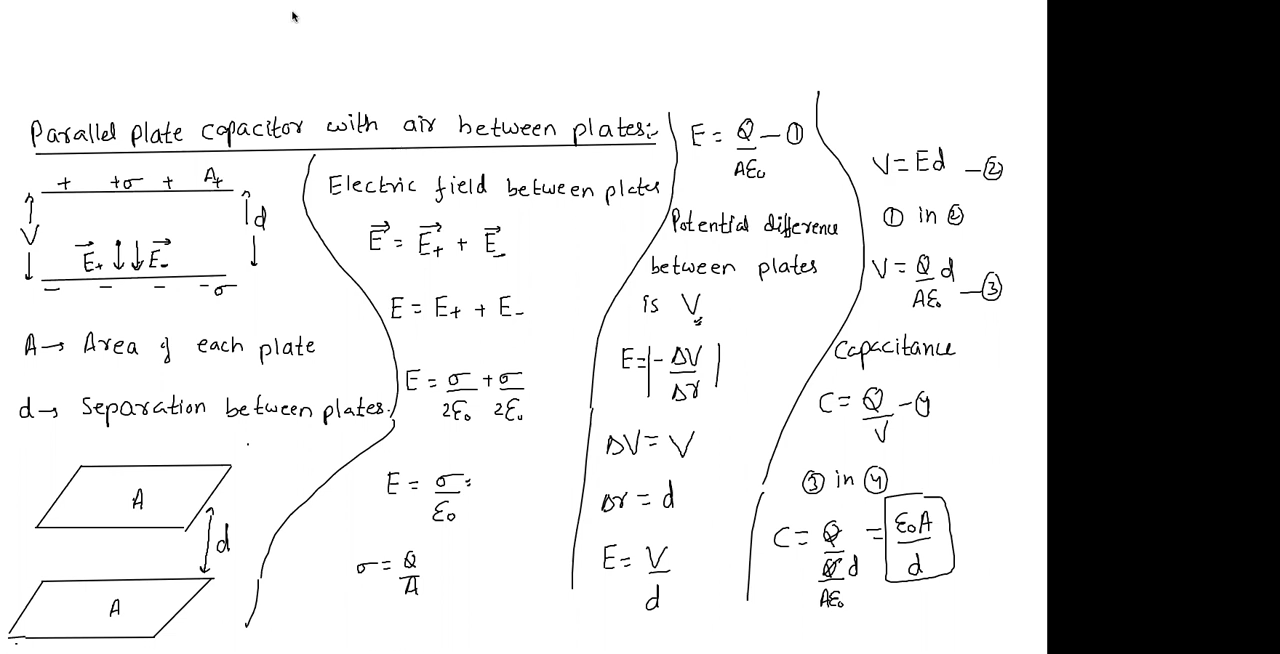 Parallel plate capacitor with air between plates:-
+ +σ + A+
V
d
E⃗+ ↓ ↓↓ E⃗-
- - - -σ
A → Area of each plate
d → Separation between plates.
A
d
A
Electric field between plates
E⃗ = E⃗+ + E⃗-
E = E+ + E-
E = σ/2ε₀ + σ/2ε₀
E = σ/ε₀
σ = Q/A
E = Q/Aε₀ — ①
Potential difference
between plates
is V
E = |- ΔV/Δr|
ΔV = V
Δr = d
E = V/d
V = Ed — ②
① in ②
V = Q/Aε₀ d — ③
Capacitance
C = Q/V — ④
③ in ④
C = Q/(Q/Aε₀ d) = ε₀A/d